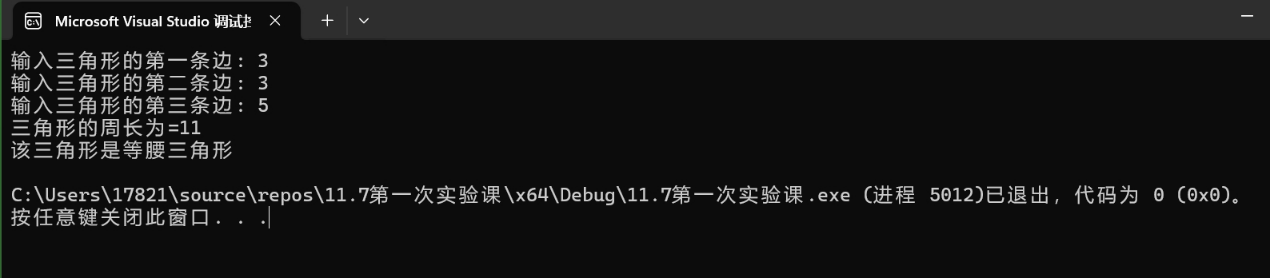 Microsoft Visual Studio 调试
输入三角形的第一条边: 3
输入三角形的第二条边: 3
输入三角形的第三条边: 5
三角形的周长为=11
该三角形是等腰三角形
C:\Users\17821\source\repos\11.7第一次实验课\x64\Debug\11.7第一次实验课.exe (进程 5012)已退出，代码为 0 (0x0)。
按任意键关闭此窗口. . .